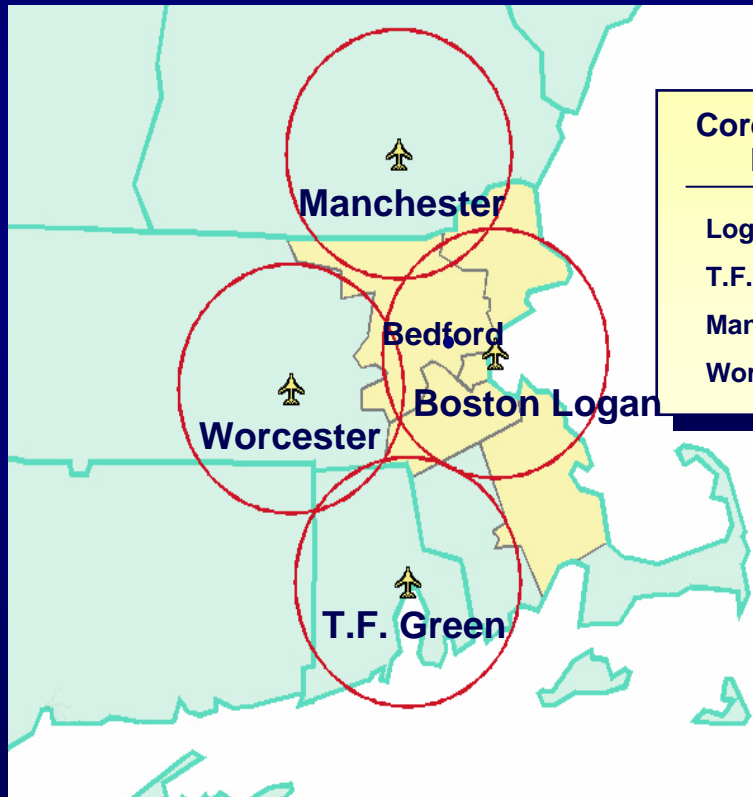 Manchester
Bedford
Boston Logan
Worcester
T.F. Green
T.F.